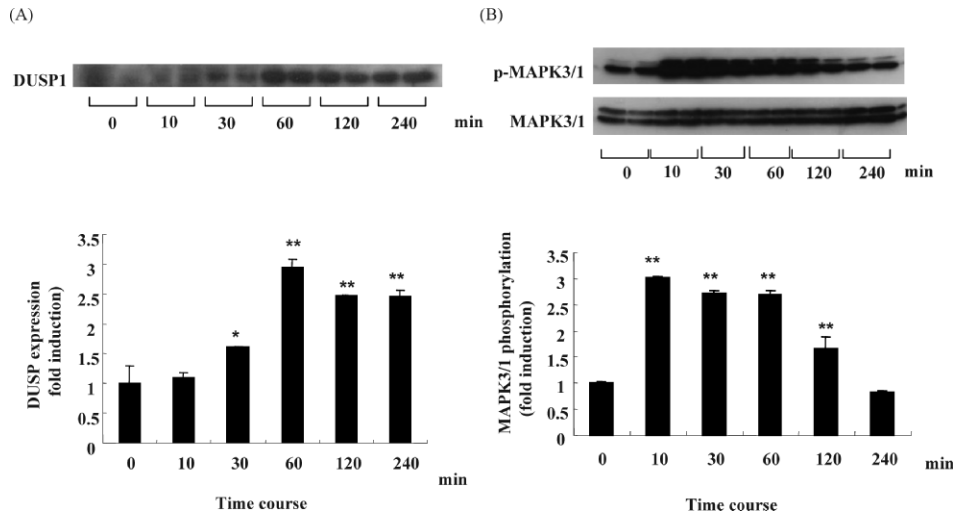 (A)
DUSP1
0 10 30 60 120 240 min
DUSP expression
fold induction)
3.5
3
2.5
2
1.5
1
0.5
0
**
**
**
*
0 10 30 60 120 240
min
Time course
(B)
p-MAPK3/1
MAPK3/1
0 10 30 60 120 240 min
MAPK3/1 phosphorylation
(fold induction)
3.5
3
2.5
2
1.5
1
0.5
0
**
**
**
**
0 10 30 60 120 240 min
Time course